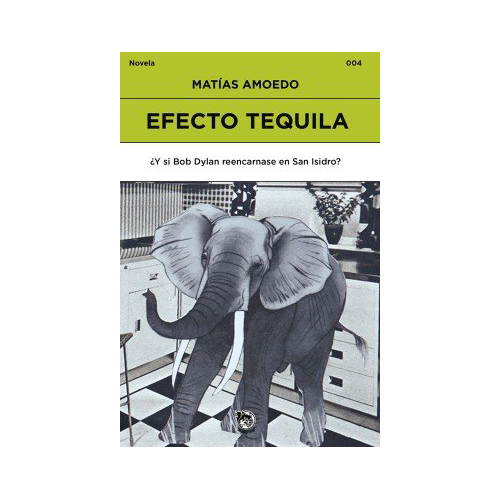 Novela 004
MATÍAS AMOEDO
EFECTO TEQUILA
¿Y si Bob Dylan reencarnase en San Isidro?